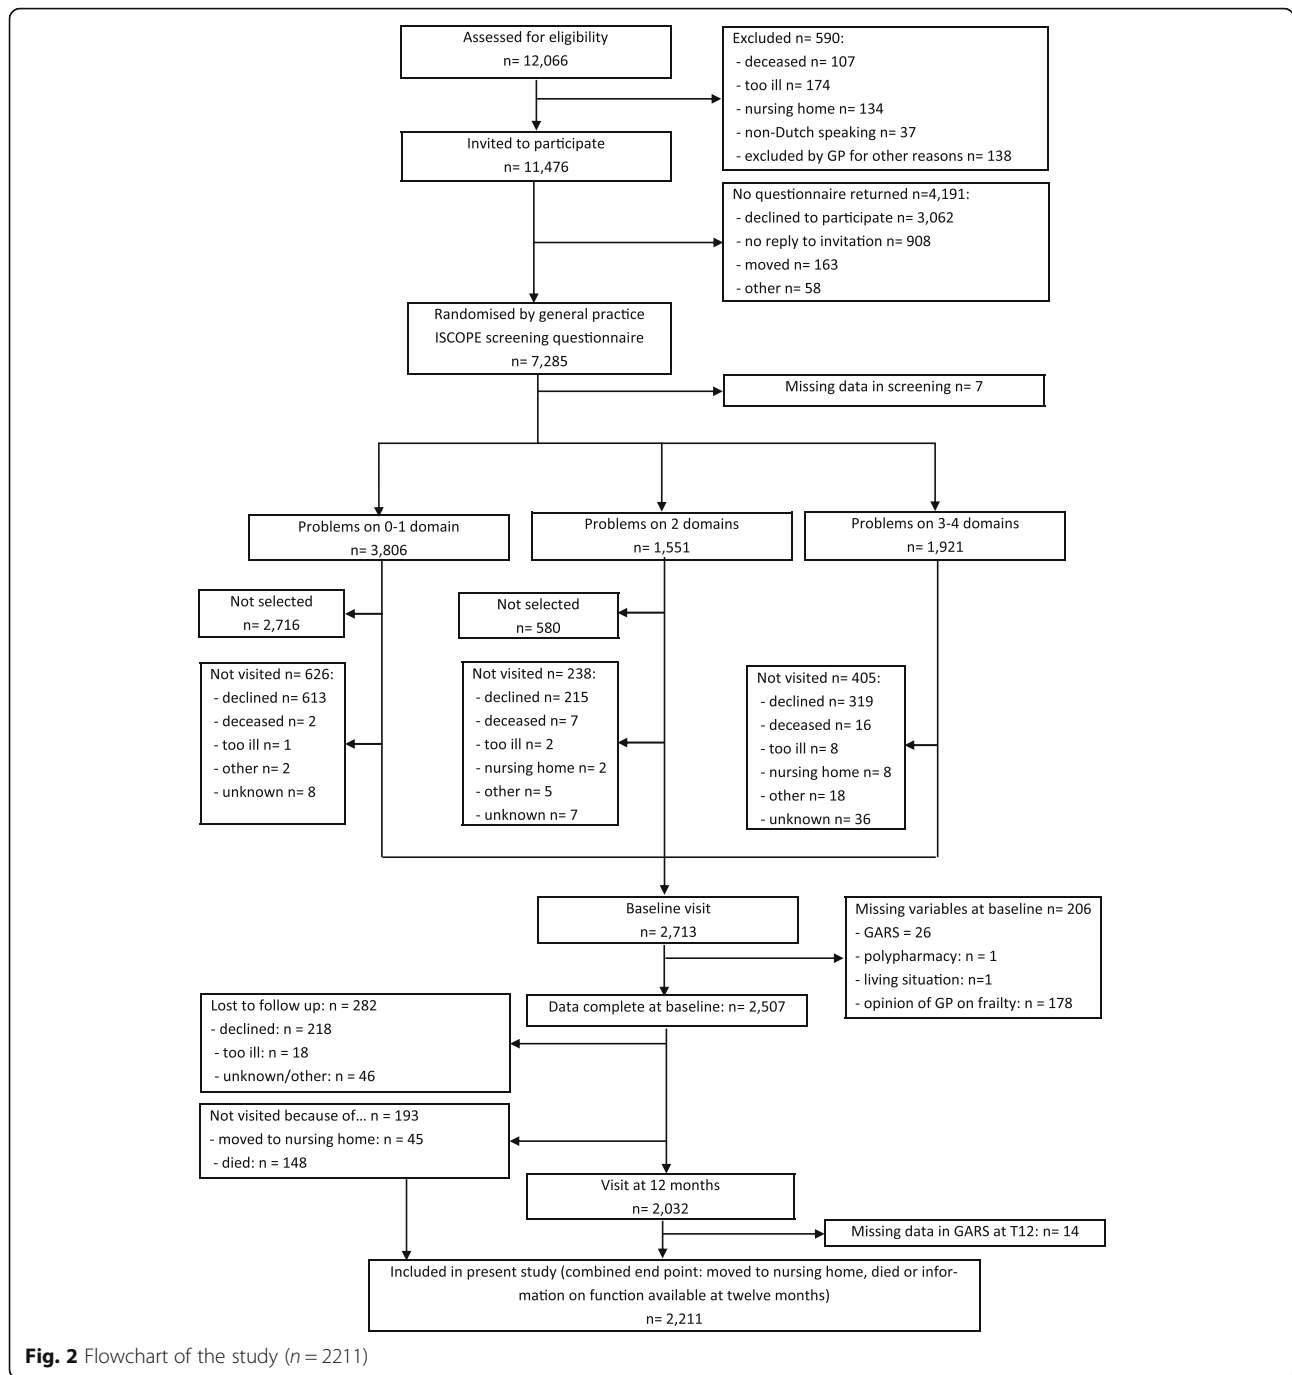 Assessed for eligibility
n= 12,066
Excluded n= 590:
- deceased n= 107
- too ill n= 174
- nursing home n= 134
- non-Dutch speaking n= 37
- excluded by GP for other reasons n= 138
Invited to participate
n= 11,476
No questionnaire returned n=4,191:
- declined to participate n= 3,062
- no reply to invitation n= 908
- moved n= 163
- other n= 58
Randomised by general practice
ISCOPE screening questionnaire
n= 7,285
Missing data in screening n= 7
Problems on 0-1 domain
n= 3,806
Problems on 2 domains
n= 1,551
Problems on 3-4 domains
n= 1,921
Not selected
n= 2,716
Not selected
n= 580
Not visited n= 626:
- declined n= 613
- deceased n= 2
- too ill n= 1
- other n= 2
- unknown n= 8
Not visited n= 238:
- declined n= 215
- deceased n= 7
- too ill n= 2
- nursing home n= 2
- other n= 5
- unknown n= 7
Not visited n= 405:
- declined n= 319
- deceased n= 16
- too ill n= 8
- nursing home n= 8
- other n= 18
- unknown n= 36
Baseline visit
n= 2,713
Missing variables at baseline n= 206
- GARS = 26
- polypharmacy: n = 1
- living situation: n=1
- opinion of GP on frailty: n = 178
Data complete at baseline: n = 2,507
Lost to follow up: n = 282
- declined: n = 218
- too ill: n = 18
- unknown/other: n = 46
Not visited because of... n = 193
- moved to nursing home: n = 45
- died: n = 148
Visit at 12 months
n= 2,032
Missing data in GARS at T12: n= 14
Included in present study (combined end point: moved to nursing home, died or infor-
mation on function available at twelve months)
n= 2,211
Fig. 2 Flowchart of the study (n = 2211)